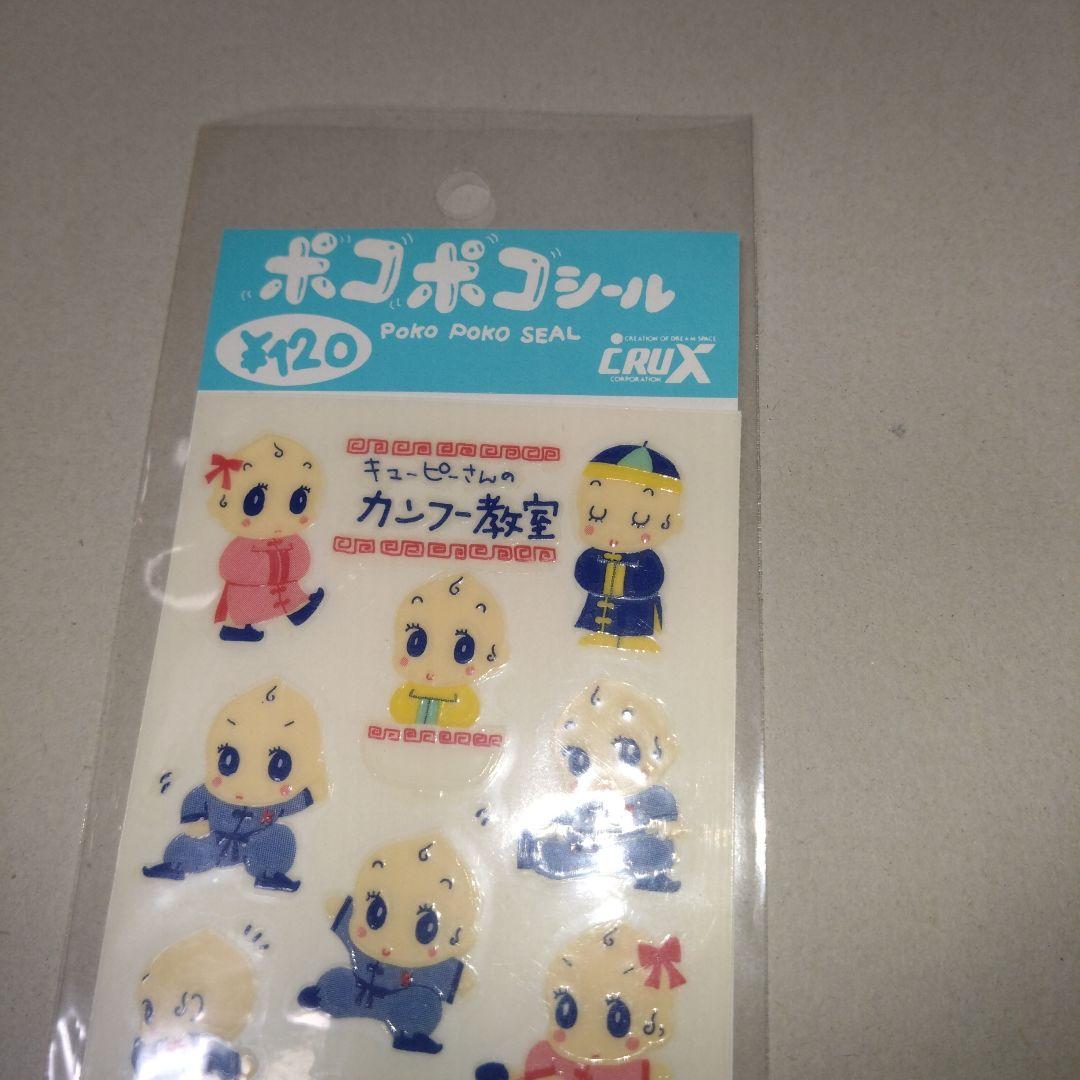 ポコポコシール
POKO POKO SEAL
¥120
CREATION OF DREAM SPACE
CRUX
CORPORATION
キューピーさんの
カンフー教室